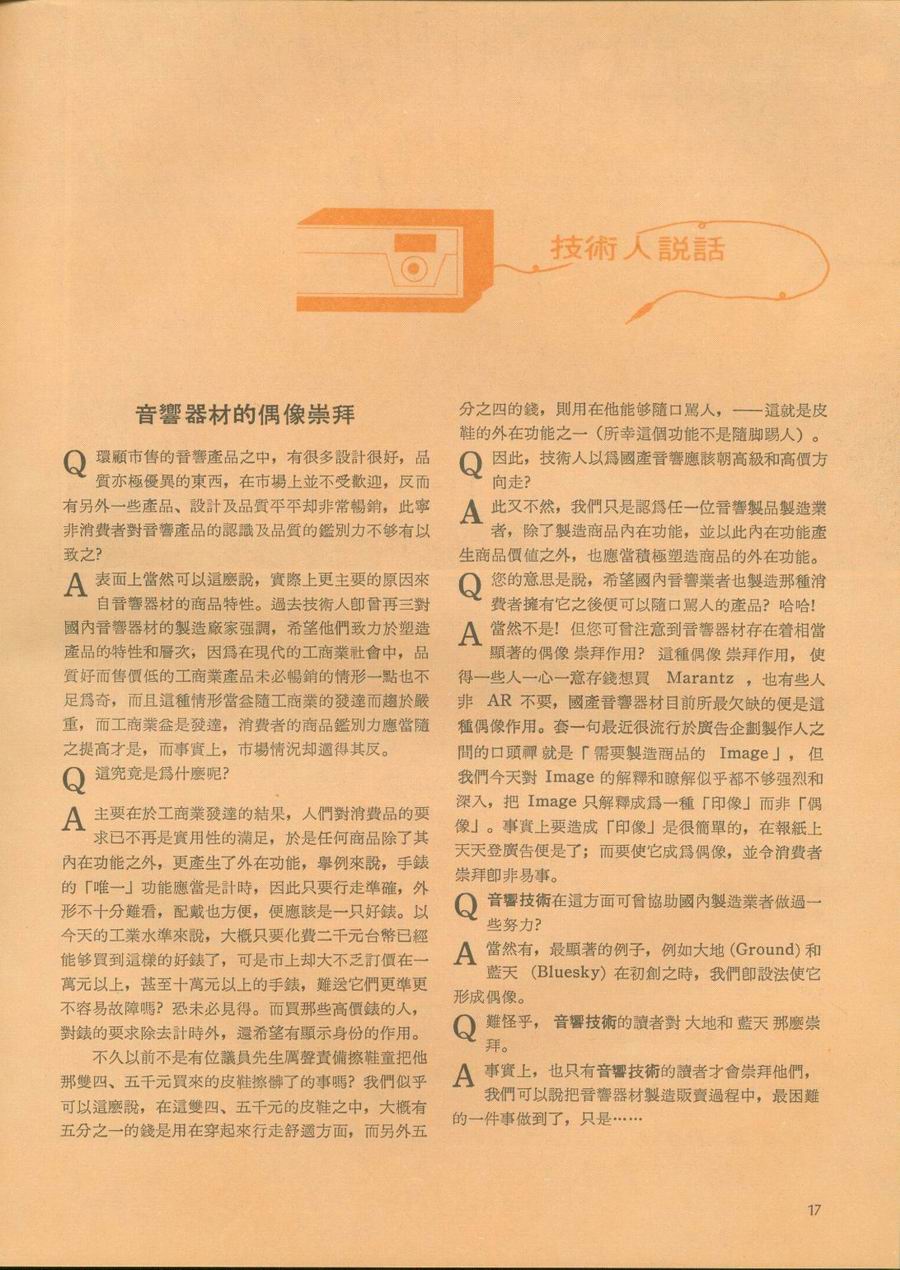 技術人説話
音響器材的偶像崇拜
Q 環顧市售的音響產品之中，有很多設計很好，品
質亦極優異的東西，在市場上並不受歡迎，反而
有另外一些產品、設計及品質平平却非常暢銷，此寧
非消費者對音響產品的認識及品質的鑑別力不够有以
致之?
A 表面上當然可以這麽說，實際上更主要的原因來
自音響器材的商品特性。過去技術人卽曾再三對
國內音響器材的製造廠家强調，希望他們致力於塑造
產品的特性和層次，因爲在現代的工商業社會中，品
質好而售價低的工商業產品未必暢銷的情形一點也不
足爲奇，而且這種情形當益隨工商業的發達而趨於嚴
重，而工商業益是發達，消費者的商品鑑別力應當隨
之提高才是，而事實上，市場情況却適得其反。
Q 這究竟是爲什麽呢?
A 主要在於工商業發達的結果，人們對消費品的要
求已不再是實用性的滿足，於是任何商品除了其
內在功能之外，更產生了外在功能，舉例來說，手錶
的「唯一」功能應當是計時，因此只要行走準確，外
形不十分難看，配戴也方便，便應該是一只好錶。以
今天的工業水準來說，大槪只要化費二千元台幣已經
能够買到這樣的好錶了，可是市上却大不乏訂價在一
萬元以上，甚至十萬元以上的手錶，難送它們更準更
不容易故障嗎? 恐未必見得。而買那些高價錶的人，
對錶的要求除去計時外，還希望有顯示身份的作用。
不久以前不是有位議員先生厲聲責備擦鞋童把他
那雙四、五千元買來的皮鞋擦髒了的事嗎? 我們似乎
可以這麽說，在這雙四、五千元的皮鞋之中，大槪有
五分之一的錢是用在穿起來行走舒適方面，而另外五
分之四的錢，則用在他能够隨口駡人，——這就是皮
鞋的外在功能之一（所幸這個功能不是隨脚踢人）。
Q 因此，技術人以爲國產音響應該朝高級和高價方
向走?
A 此又不然，我們只是認爲任一位音響製品製造業
者，除了製造商品內在功能，並以此內在功能產
生商品價値之外，也應當積極塑造商品的外在功能。
Q 您的意思是說，希望國內音響業者也製造那種消
費者擁有它之後便可以隨口駡人的產品? 哈哈!
A 當然不是! 但您可曾注意到音響器材存在着相當
顯著的偶像 崇拜作用? 這種偶像 崇拜作用， 使
得一些人一心一意存錢想買 Marantz ，也有些人
非 AR 不要，國產音響器材目前所最欠缺的便是這
種偶像作用。套一句最近很流行於廣告企劃製作人之
間的口頭禪 就是「 需要製造商品的 Image」， 但
我們今天對 Image 的解釋和瞭解似乎都不够强烈和
深入，把 Image 只解釋成爲一種「印像」而非「偶
像」。事實上要造成「印像」是很簡單的，在報紙上
天天登廣告便是了；而要使它成爲偶像，並令消費者
崇拜卽非易事。
Q 音響技術在這方面可曾協助國內製造業者做過一
些努力?
A 當然有，最顯著的例子，例如大地 (Ground) 和
藍天 (Bluesky) 在初創之時，我們卽設法使它
形成偶像。
Q 難怪乎， 音響技術的讀者對 大地和 藍天 那麽崇
拜。
A 事實上，也只有音響技術的讀者才會崇拜他們，
我們可以說把音響器材製造販賣過程中，最困難
的一件事做到了，只是……
17